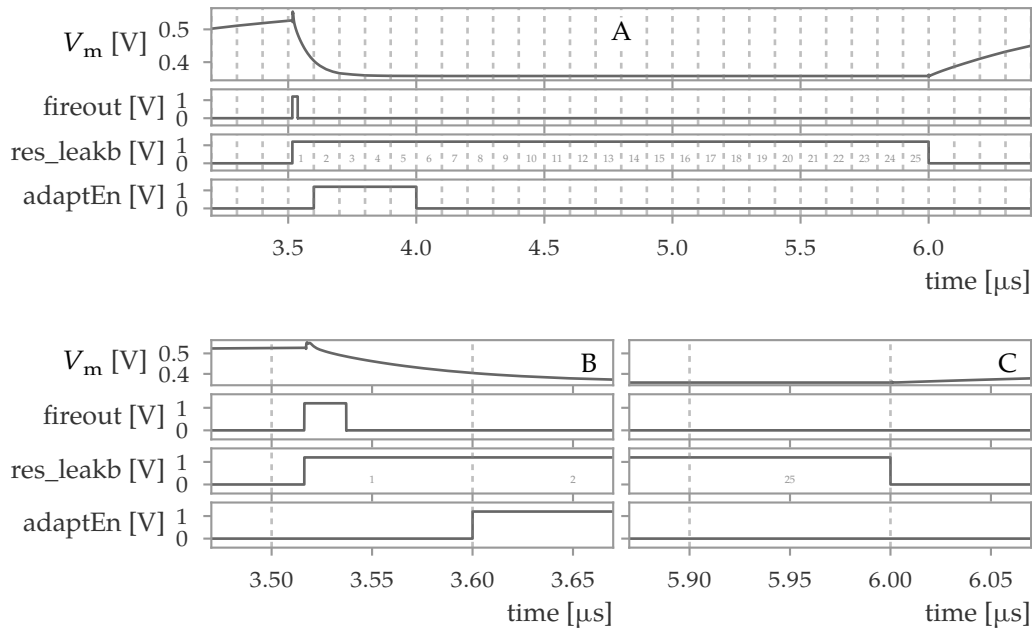 A
V_m [V] 0.5
0.4
fireout [V] 1
0
res_leakb [V] 1
0
1 2 3 4 5 6 7 8 9 10 11 12 13 14 15 16 17 18 19 20 21 22 23 24 25
adaptEn [V] 1
0
3.5 4.0 4.5 5.0 5.5 6.0
time [μs]
V_m [V] 0.5
0.4
B C
fireout [V] 1
0
res_leakb [V] 1
0
1 2 25
adaptEn [V] 1
0
3.50 3.55 3.60 3.65 5.90 5.95 6.00 6.05
time [μs] time [μs]